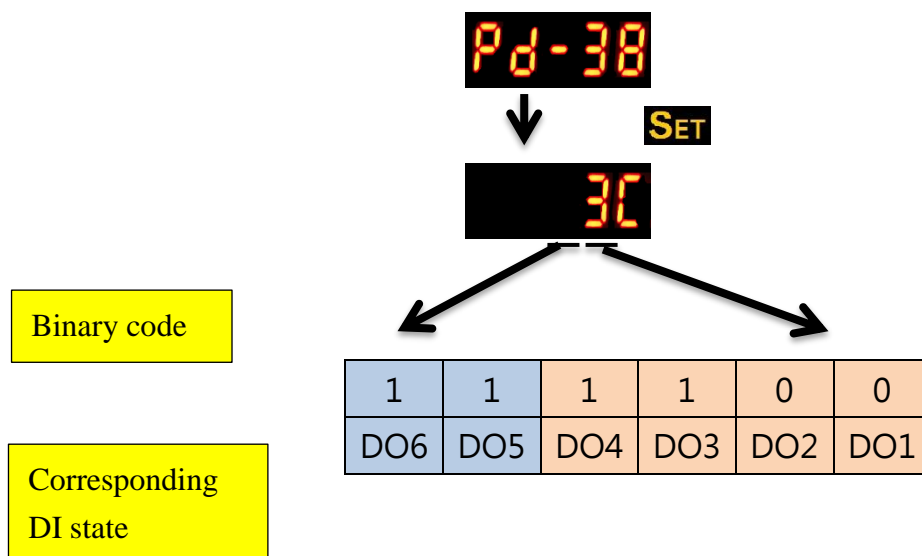 Pd-38
SET
3C
Binary code
1 1 1 1 0 0
DO6 DO5 DO4 DO3 DO2 DO1
Corresponding
DI state